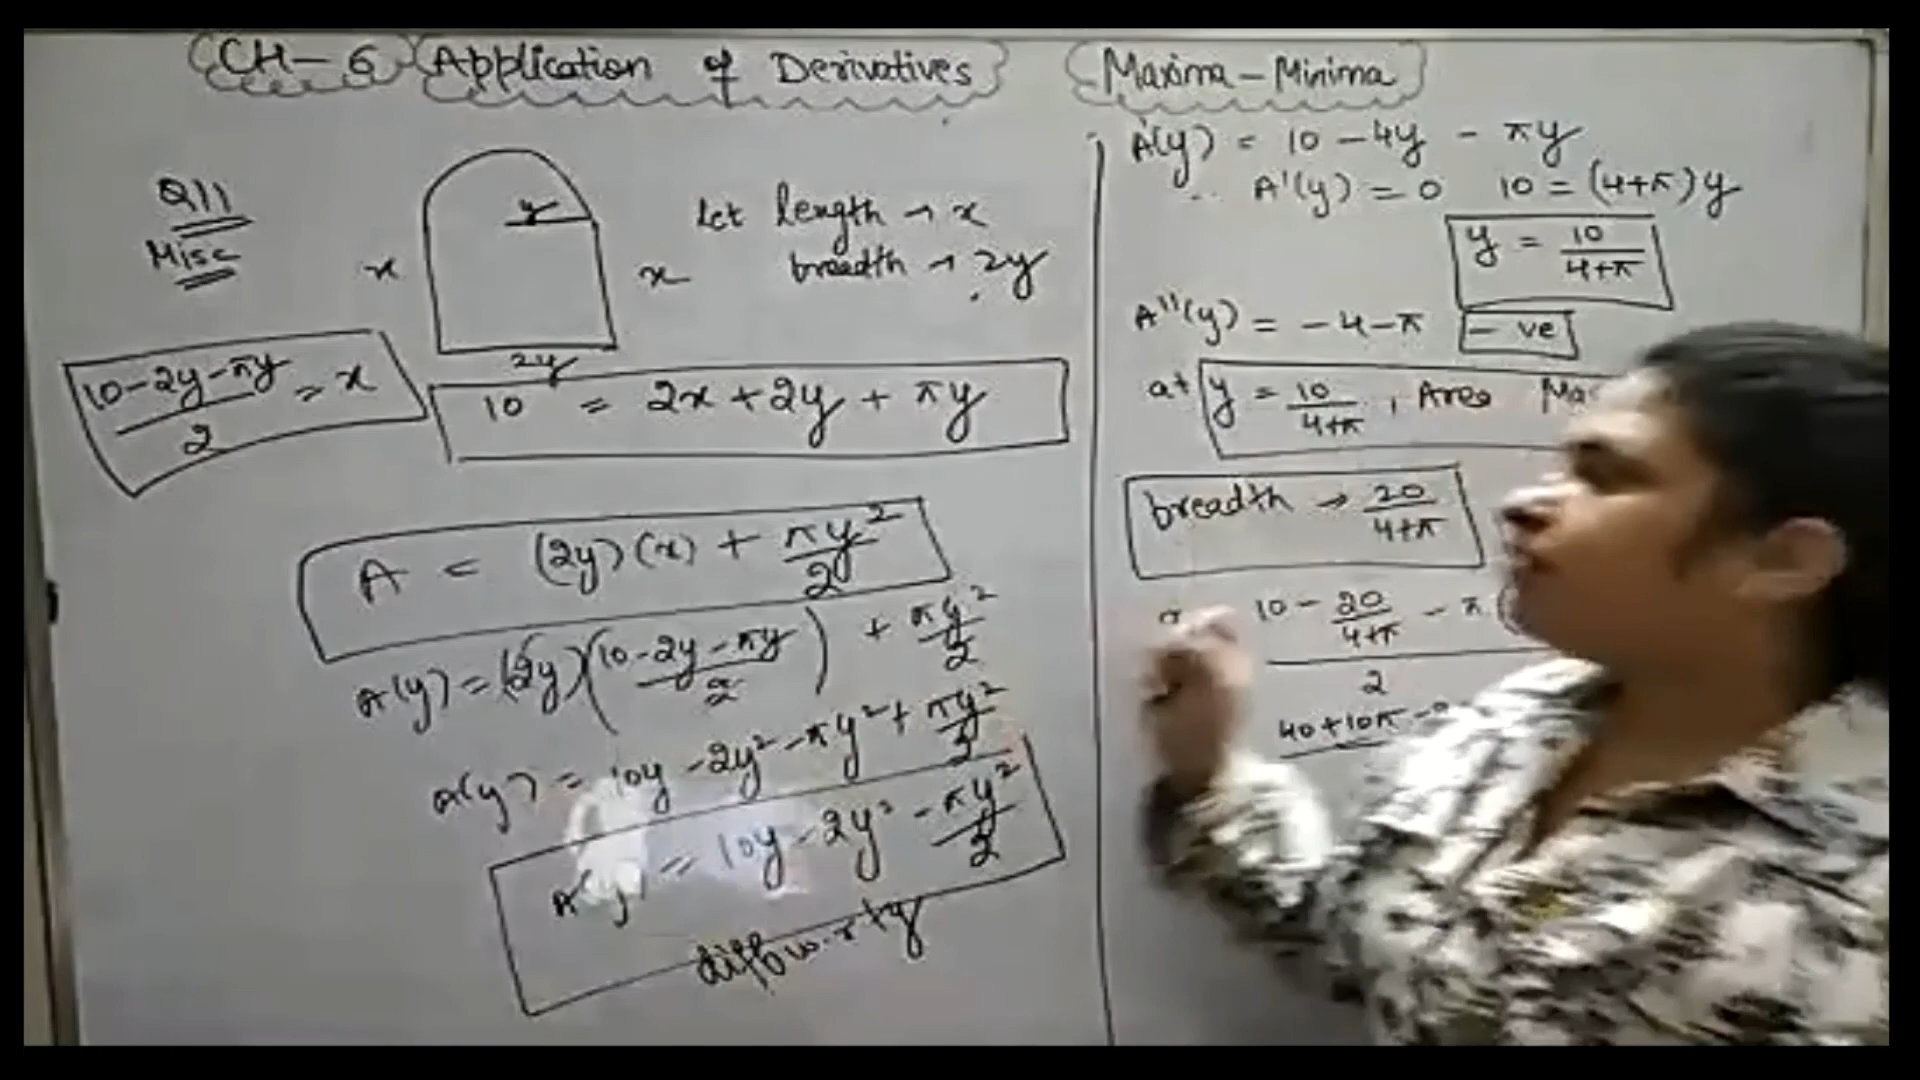 CH-6 Application of Derivatives
Maxima - Minima
Q11
Misc
y
x
x
2y
Let length → x
breadth → 2y
(10-2y-πy)/2 = x
10 = 2x + 2y + πy
A = (2y)(x) + πy²/2
A(y) = (2y)((10-2y-πy)/2) + πy²/2
A(y) = 10y - 2y² - πy² + πy²/2
A(y) = 10y - 2y² - πy²/2
diff w.r.t y
A'(y) = 10 - 4y - πy
A'(y) = 0 10 = (4+π)y
y = 10/(4+π)
A''(y) = -4-π - ve
at y = 10/(4+π), Area
breadth → 20/(4+π)
10 - 20/(4+π) - π
2
40+10π -